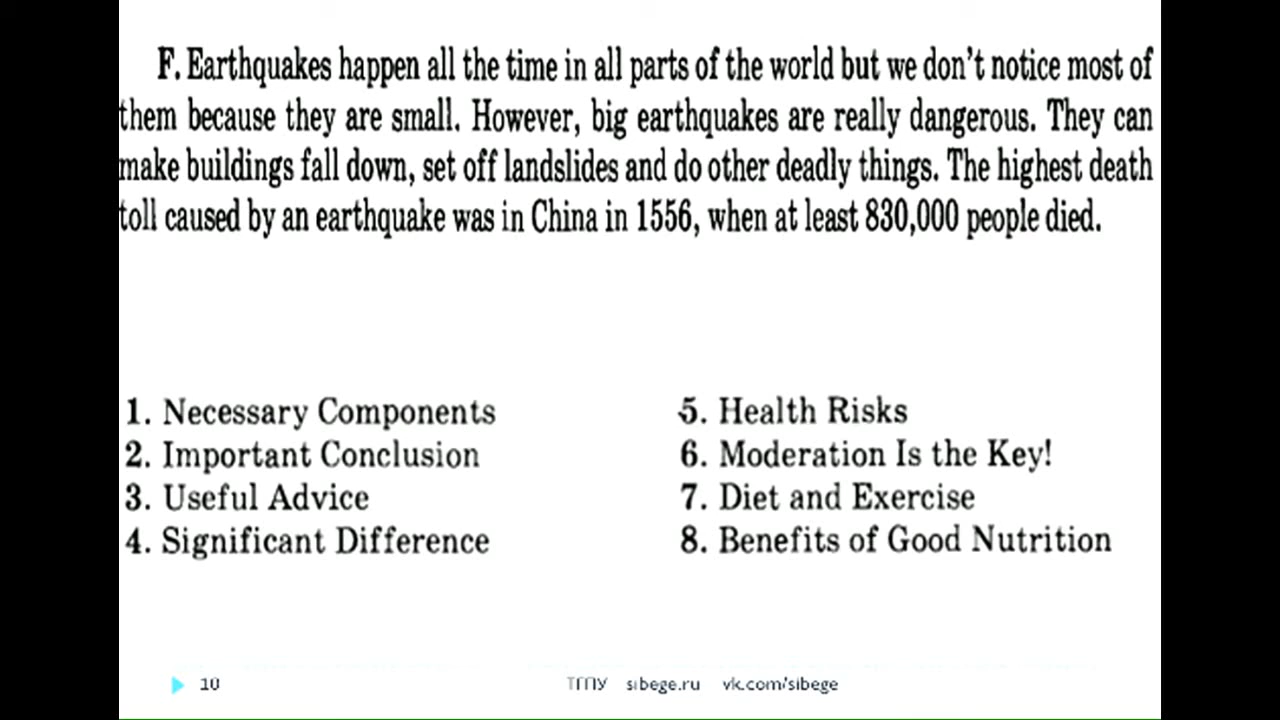 F. Earthquakes happen all the time in all parts of the world but we don't notice most of
them because they are small. However, big earthquakes are really dangerous. They can
make buildings fall down, set off landslides and do other deadly things. The highest death
toll caused by an earthquake was in China in 1556, when at least 830,000 people died.
1. Necessary Components
2. Important Conclusion
3. Useful Advice
4. Significant Difference
5. Health Risks
6. Moderation Is the Key!
7. Diet and Exercise
8. Benefits of Good Nutrition
10 ТГПУ sibege.ru vk.com/sibege